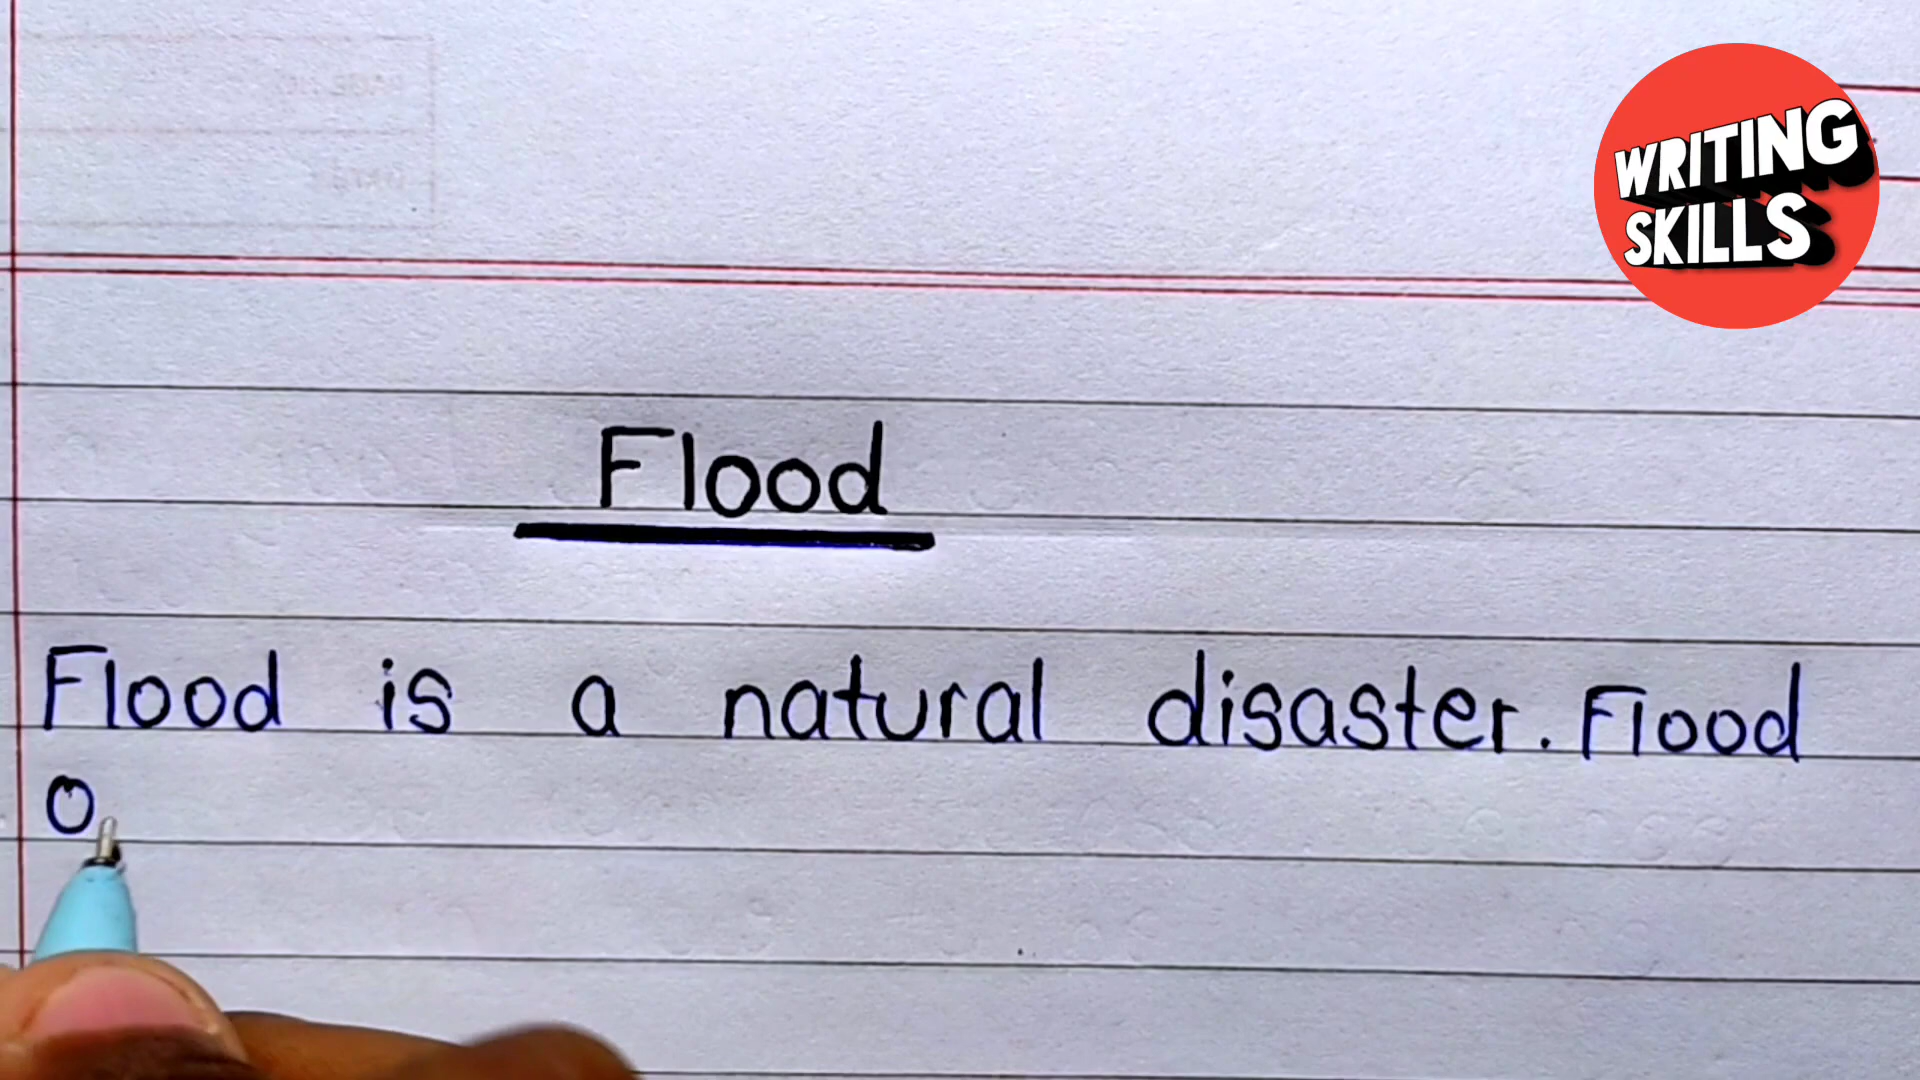 WRITING
SKILLS
Flood
Flood is a natural disaster. Flood
o